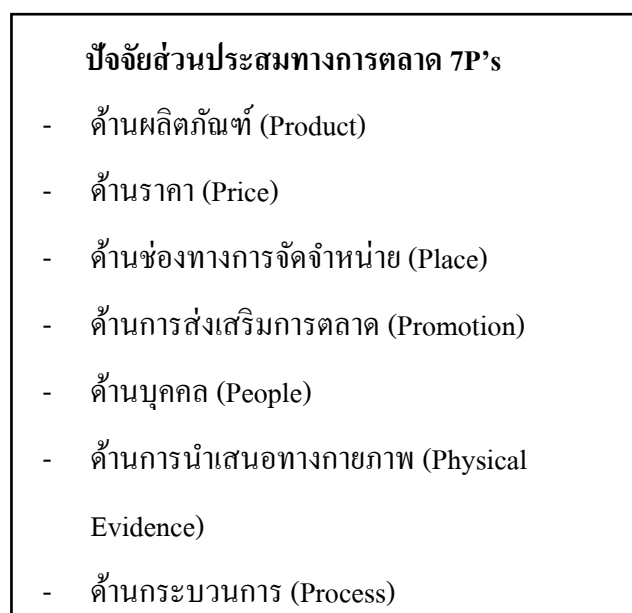 ปัจจัยส่วนประสมทางการตลาด 7P’s
- ด้านผลิตภัณฑ์ (Product)
- ด้านราคา (Price)
- ด้านช่องทางการจัดจำหน่าย (Place)
- ด้านการส่งเสริมการตลาด (Promotion)
- ด้านบุคคล (People)
- ด้านการนำเสนอทางกายภาพ (Physical
Evidence)
- ด้านกระบวนการ (Process)